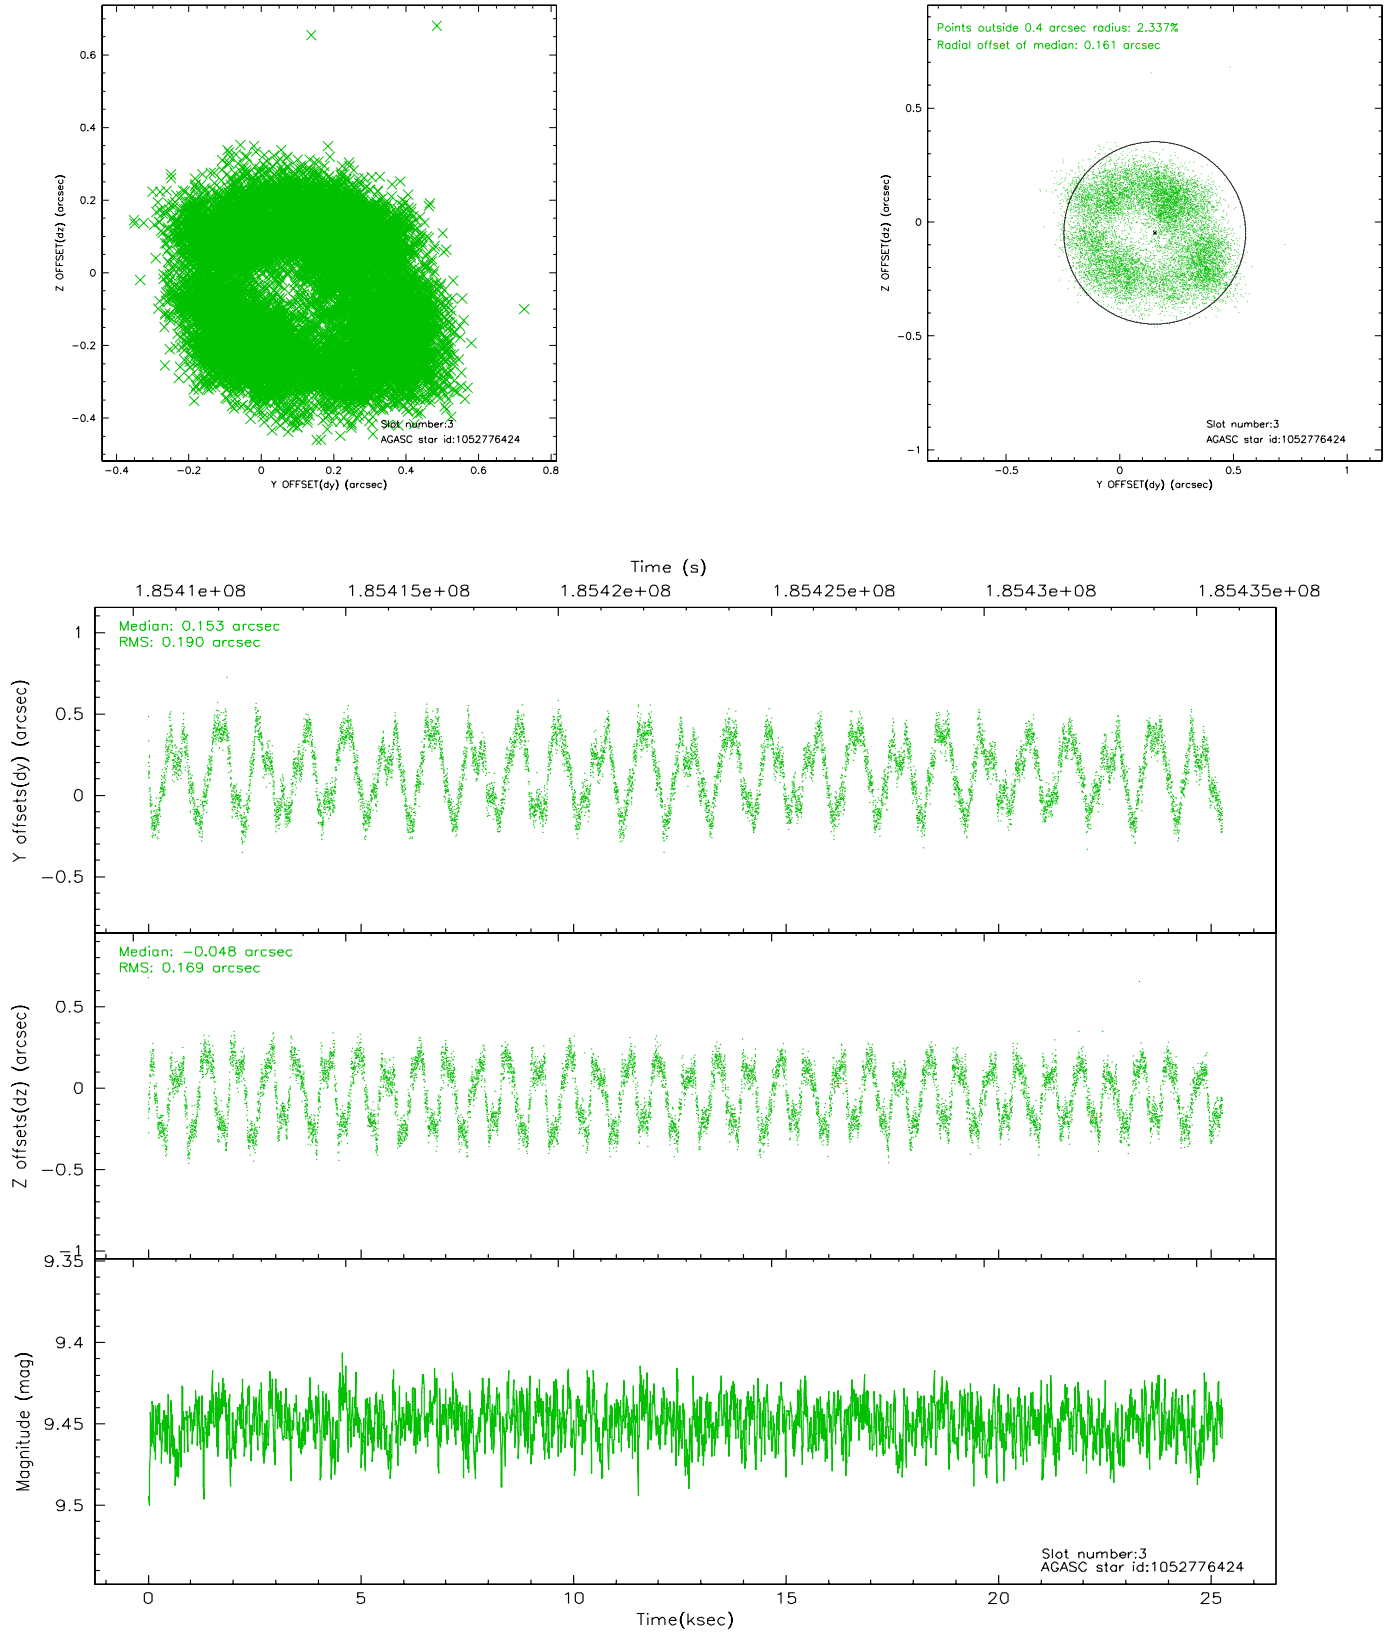 0.6
0.4
0.2
0
-0.2
-0.4
Z OFFSET(dz) (arcsec)
-0.4 -0.2 0 0.2 0.4 0.6 0.8
Y OFFSET(dy) (arcsec)
Slot number:3
AGASC star id:1052776424
Points outside 0.4 arcsec radius: 2.337%
Radial offset of median: 0.161 arcsec
0.5
0
-0.5
-1
Z OFFSET(dz) (arcsec)
-0.5 0 0.5 1
Y OFFSET(dy) (arcsec)
Slot number:3
AGASC star id:1052776424
Time (s)
1.8541e+08 1.85415e+08 1.8542e+08 1.85425e+08 1.8543e+08 1.85435e+08
Median: 0.153 arcsec
RMS: 0.190 arcsec
1
0.5
0
-0.5
Y offsets(dy) (arcsec)
Median: -0.048 arcsec
RMS: 0.169 arcsec
0.5
0
-0.5
-1
Z offsets(dz) (arcsec)
9.35
9.4
9.45
9.5
Magnitude (mag)
Slot number:3
AGASC star id:1052776424
0 5 10 15 20 25
Time(ksec)